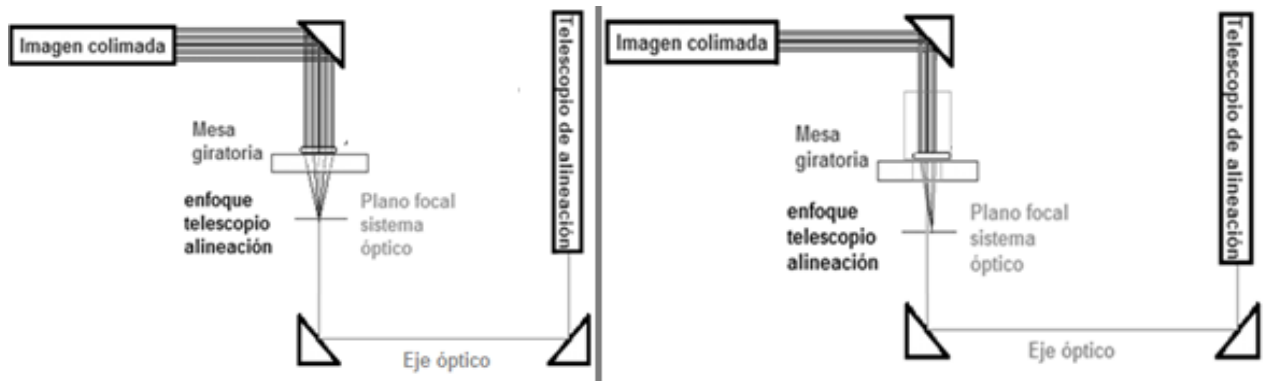 Imagen colimada
Telescopio de alineación
Mesa
giratoria
enfoque
telescopio
alineación
Plano focal
sistema
óptico
Eje óptico
Imagen colimada
Telescopio de alineación
Mesa
giratoria
enfoque
telescopio
alineación
Plano focal
sistema
óptico
Eje óptico